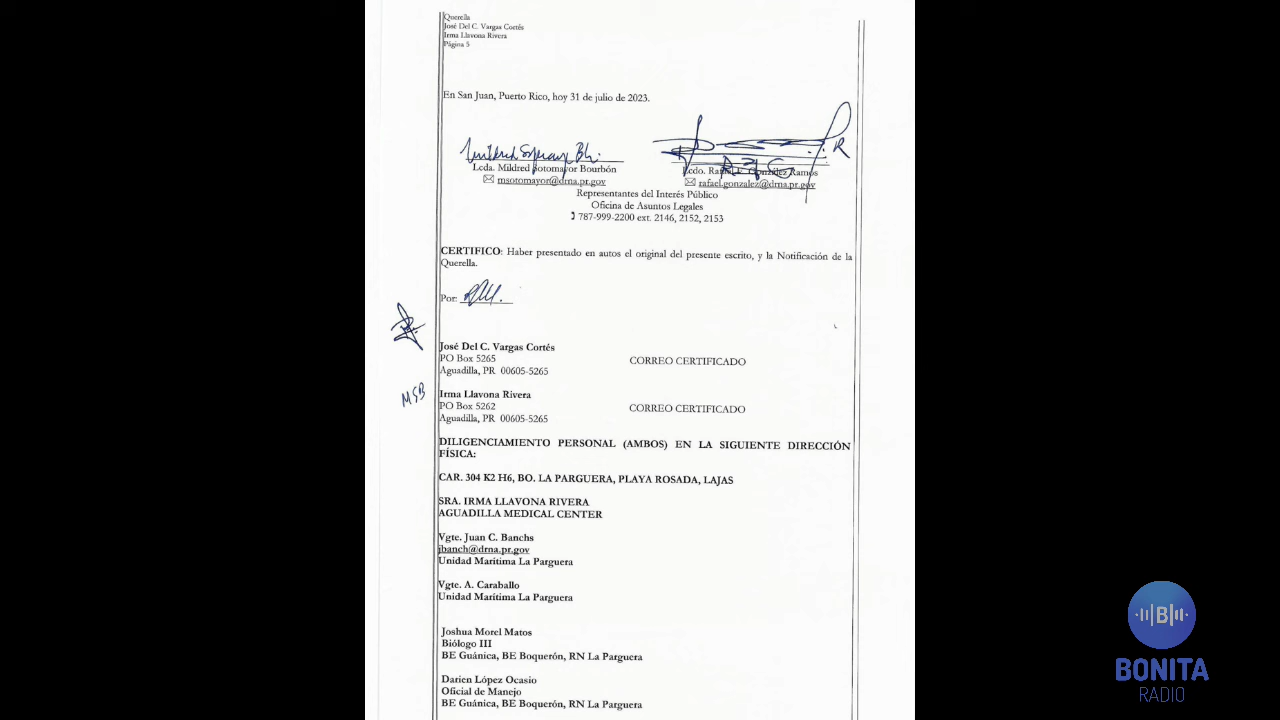 Querella
José Del C. Vargas Cortés
Irma Llavona Rivera
Página 5
En San Juan, Puerto Rico, hoy 31 de julio de 2023.
Lcda. Mildred Sotomayor Bourbón
msotomayor@drna.pr.gov
Lcdo. Rafael E. González Ramos
rafael.gonzalez@drna.pr.gov
Representantes del Interés Público
Oficina de Asuntos Legales
787-999-2200 ext. 2146, 2152, 2153
CERTIFICO: Haber presentado en autos el original del presente escrito, y la Notificación de la
Querella.
Por:
José Del C. Vargas Cortés
PO Box 5265
Aguadilla, PR 00605-5265
CORREO CERTIFICADO
MSB
Irma Llavona Rivera
PO Box 5262
Aguadilla, PR 00605-5265
CORREO CERTIFICADO
DILIGENCIAMIENTO PERSONAL (AMBOS) EN LA SIGUIENTE DIRECCIÓN
FÍSICA:
CAR. 304 K2 H6, BO. LA PARGUERA, PLAYA ROSADA, LAJAS
SRA. IRMA LLAVONA RIVERA
AGUADILLA MEDICAL CENTER
Vgte. Juan C. Banchs
jbanch@drna.pr.gov
Unidad Marítima La Parguera
Vgte. A. Caraballo
Unidad Marítima La Parguera
Joshua Morel Matos
Biólogo III
BE Guánica, BE Boquerón, RN La Parguera
Darien López Ocasio
Oficial de Manejo
BE Guánica, BE Boquerón, RN La Parguera
B
BONITA
RADIO